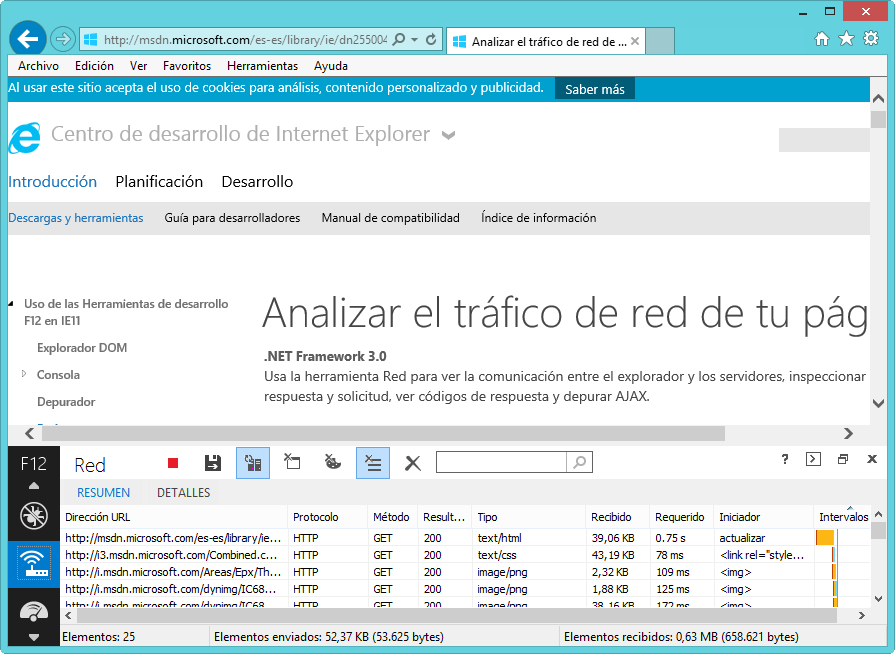 http://msdn.microsoft.com/es-es/library/ie/dn255004
Analizar el tráfico de red de ...
Archivo Edición Ver Favoritos Herramientas Ayuda
Al usar este sitio acepta el uso de cookies para análisis, contenido personalizado y publicidad. Saber más
Centro de desarrollo de Internet Explorer
Introducción Planificación Desarrollo
Descargas y herramientas Guía para desarrolladores Manual de compatibilidad Índice de información
Uso de las Herramientas de desarrollo
F12 en IE11
Explorador DOM
Consola
Depurador
Analizar el tráfico de red de tu pág
.NET Framework 3.0
Usa la herramienta Red para ver la comunicación entre el explorador y los servidores, inspeccionar
respuesta y solicitud, ver códigos de respuesta y depurar AJAX.
F12 Red ?
RESUMEN DETALLES
Dirección URL Protocolo Método Result... Tipo Recibido Requerido Iniciador Intervalos
http://msdn.microsoft.com/es-es/library/ie... HTTP GET 200 text/html 39,06 KB 0.75 s actualizar
http://i3.msdn.microsoft.com/Combined.c... HTTP GET 200 text/css 43,19 KB 78 ms <link rel="style...
http://i.msdn.microsoft.com/Areas/Epx/Th... HTTP GET 200 image/png 2,32 KB 109 ms <img>
http://i.msdn.microsoft.com/dynimg/IC68... HTTP GET 200 image/png 1,88 KB 125 ms <img>
http://i.msdn.microsoft.com/dynimg/IC68... HTTP GET 200 image/png 38,16 KB 172 ms <img>
Elementos: 25 Elementos enviados: 52,37 KB (53.625 bytes) Elementos recibidos: 0,63 MB (658.621 bytes)